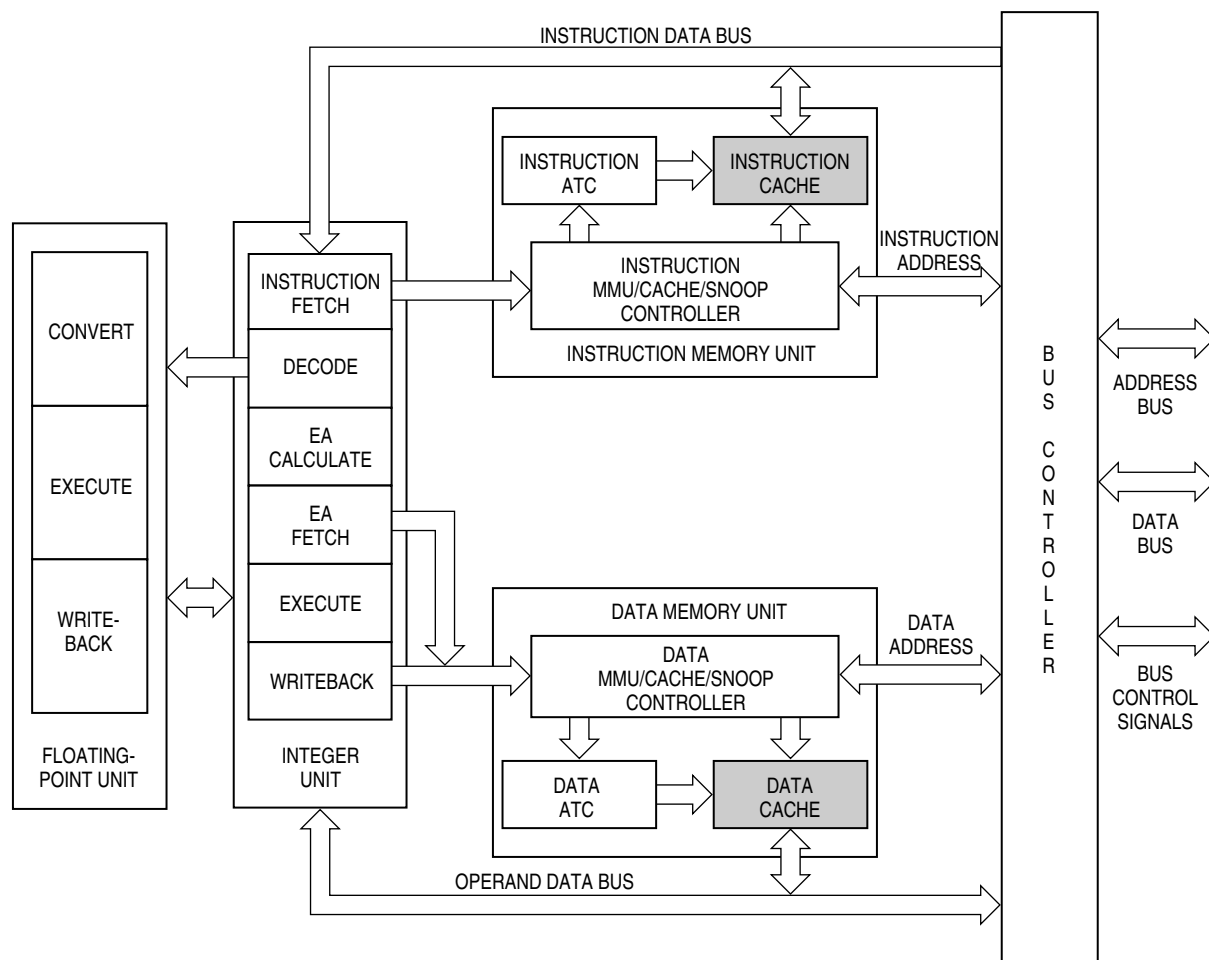 INSTRUCTION DATA BUS
INSTRUCTION
ATC
INSTRUCTION
CACHE
INSTRUCTION
MMU/CACHE/SNOOP
CONTROLLER
INSTRUCTION MEMORY UNIT
INSTRUCTION
ADDRESS
CONVERT
EXECUTE
WRITE-
BACK
FLOATING-
POINT UNIT
INSTRUCTION
FETCH
DECODE
EA
CALCULATE
EA
FETCH
EXECUTE
WRITEBACK
INTEGER
UNIT
DATA MEMORY UNIT
DATA
MMU/CACHE/SNOOP
CONTROLLER
DATA
ATC
DATA
CACHE
DATA
ADDRESS
OPERAND DATA BUS
BUS CONTROLLER
ADDRESS
BUS
DATA
BUS
BUS
CONTROL
SIGNALS